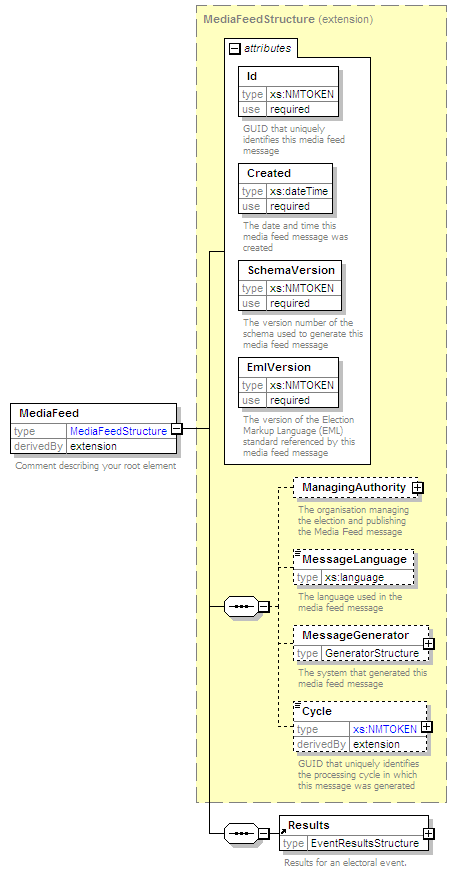 MediaFeedStructure (extension)
attributes
Id
type xs:NMTOKEN
use required
GUID that uniquely
identifies this media feed
message
Created
type xs:dateTime
use required
The date and time this
media feed message was
created
SchemaVersion
type xs:NMTOKEN
use required
The version number of the
schema used to generate this
media feed message
EmlVersion
type xs:NMTOKEN
use required
The version of the Election
Markup Language (EML)
standard referenced by this
media feed message
MediaFeed
type MediaFeedStructure
derivedBy extension
Comment describing your root element
ManagingAuthority
The organisation managing
the election and publishing
the Media Feed message
MessageLanguage
type xs:language
The language used in the
media feed message
MessageGenerator
type GeneratorStructure
The system that generated this
media feed message
Cycle
type xs:NMTOKEN
derivedBy extension
GUID that uniquely identifies
the processing cycle in which
this message was generated
Results
type EventResultsStructure
Results for an electoral event.